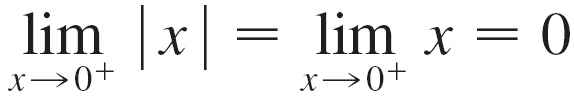 lim x→0⁺ |x| = lim x→0⁺ x = 0